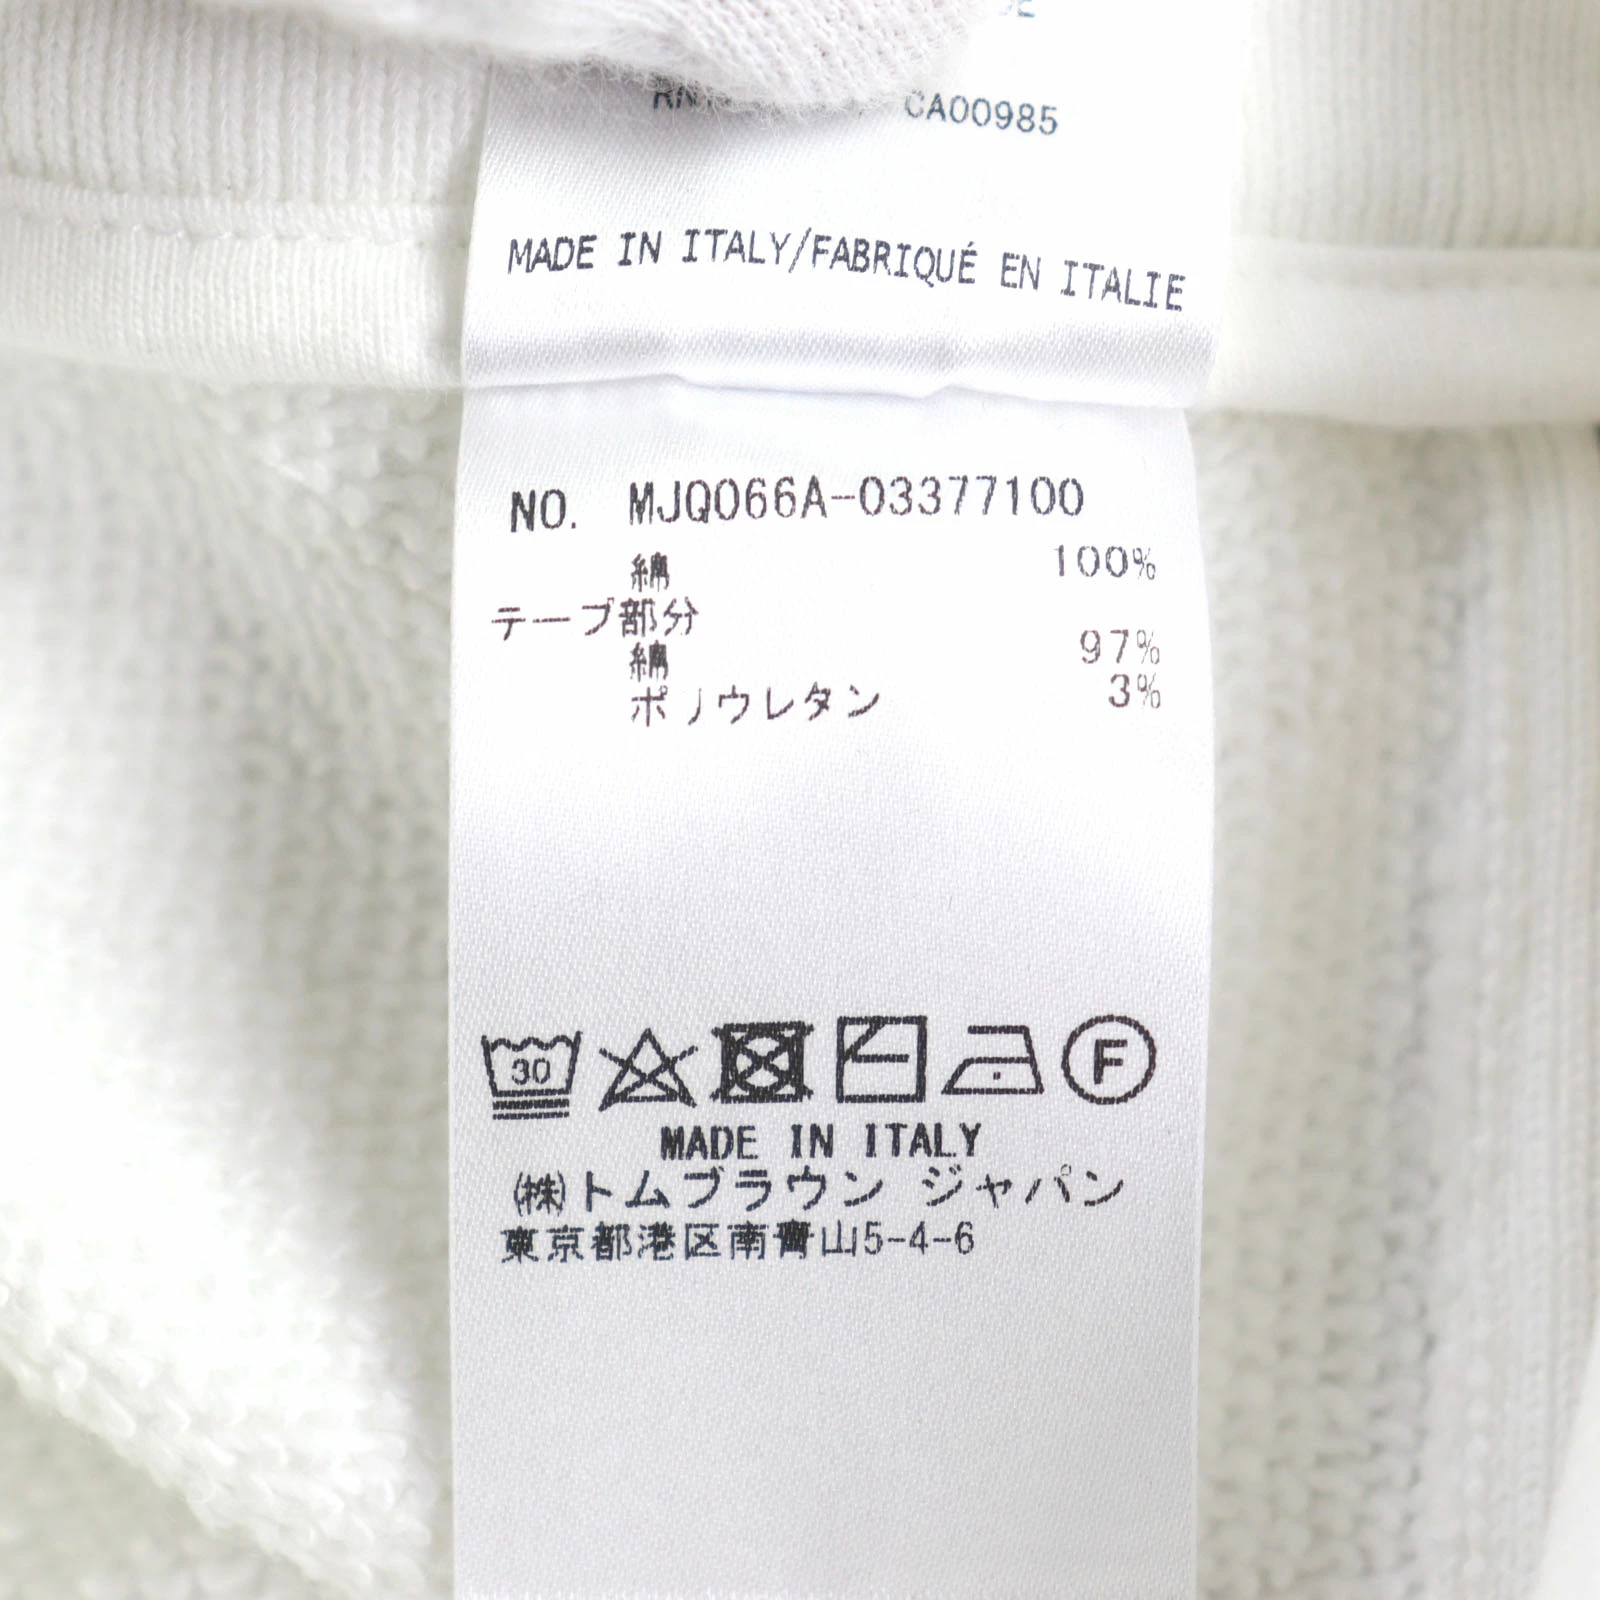 CA00985
MADE IN ITALY/FABRIQUÉ EN ITALIE
NO. MJQ066A-03377100
綿 100%
テープ部分
綿 97%
ポリウレタン 3%
30
F
MADE IN ITALY
㈱トムブラウン ジャパン
東京都港区南青山5-4-6